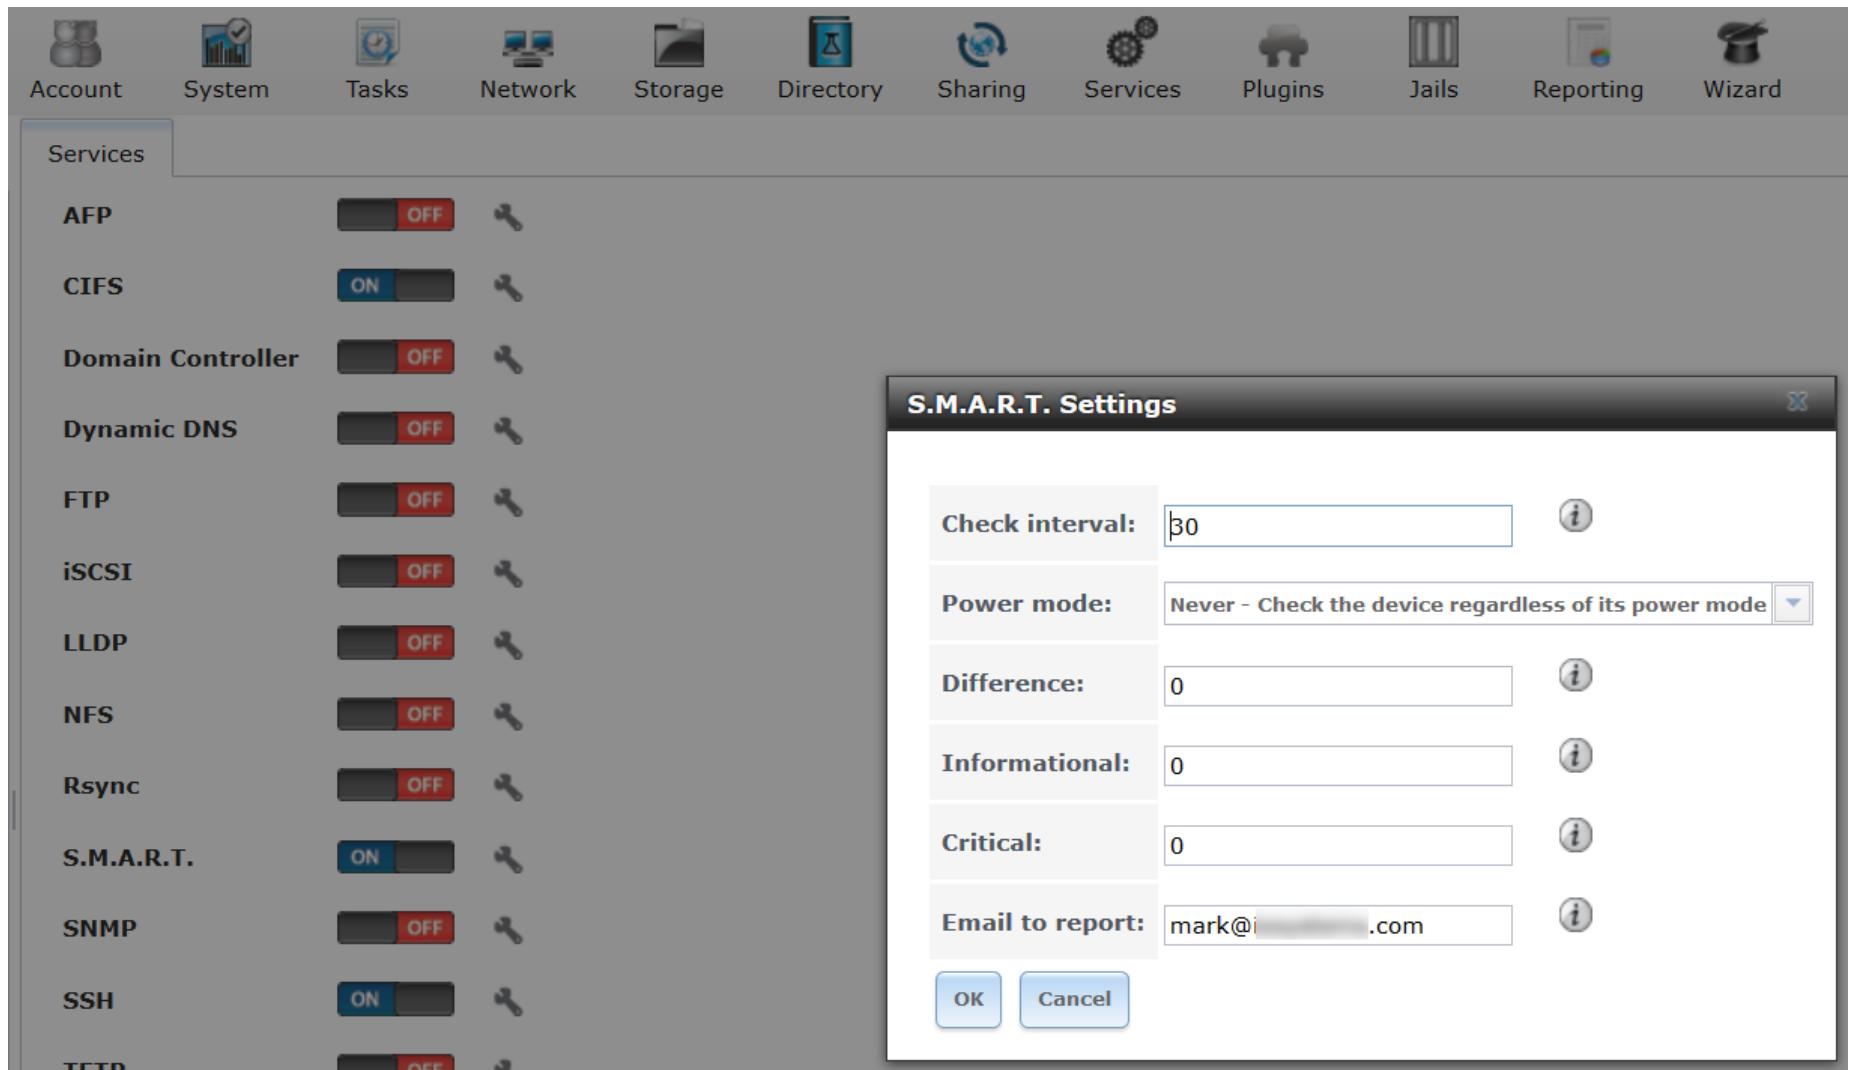 Account System Tasks Network Storage Directory Sharing Services Plugins Jails Reporting Wizard
Services
AFP OFF
CIFS ON
Domain Controller OFF
Dynamic DNS OFF
FTP OFF
iSCSI OFF
LLDP OFF
NFS OFF
Rsync OFF
S.M.A.R.T. ON
SNMP OFF
SSH ON
TFTP OFF
S.M.A.R.T. Settings
Check interval: 30
Power mode: Never - Check the device regardless of its power mode
Difference: 0
Informational: 0
Critical: 0
Email to report: mark@i .com
OK Cancel